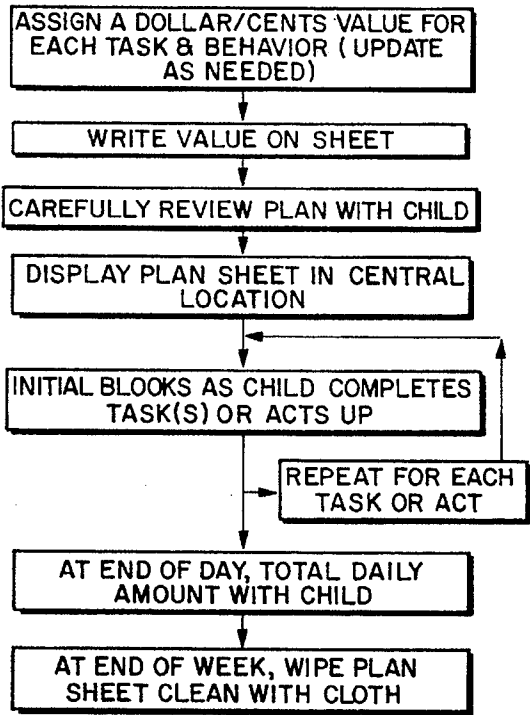 ASSIGN A DOLLAR/CENTS VALUE FOR
EACH TASK & BEHAVIOR (UPDATE
AS NEEDED)
WRITE VALUE ON SHEET
CAREFULLY REVIEW PLAN WITH CHILD
DISPLAY PLAN SHEET IN CENTRAL
LOCATION
INITIAL BLOOKS AS CHILD COMPLETES
TASK(S) OR ACTS UP
REPEAT FOR EACH
TASK OR ACT
AT END OF DAY, TOTAL DAILY
AMOUNT WITH CHILD
AT END OF WEEK, WIPE PLAN
SHEET CLEAN WITH CLOTH